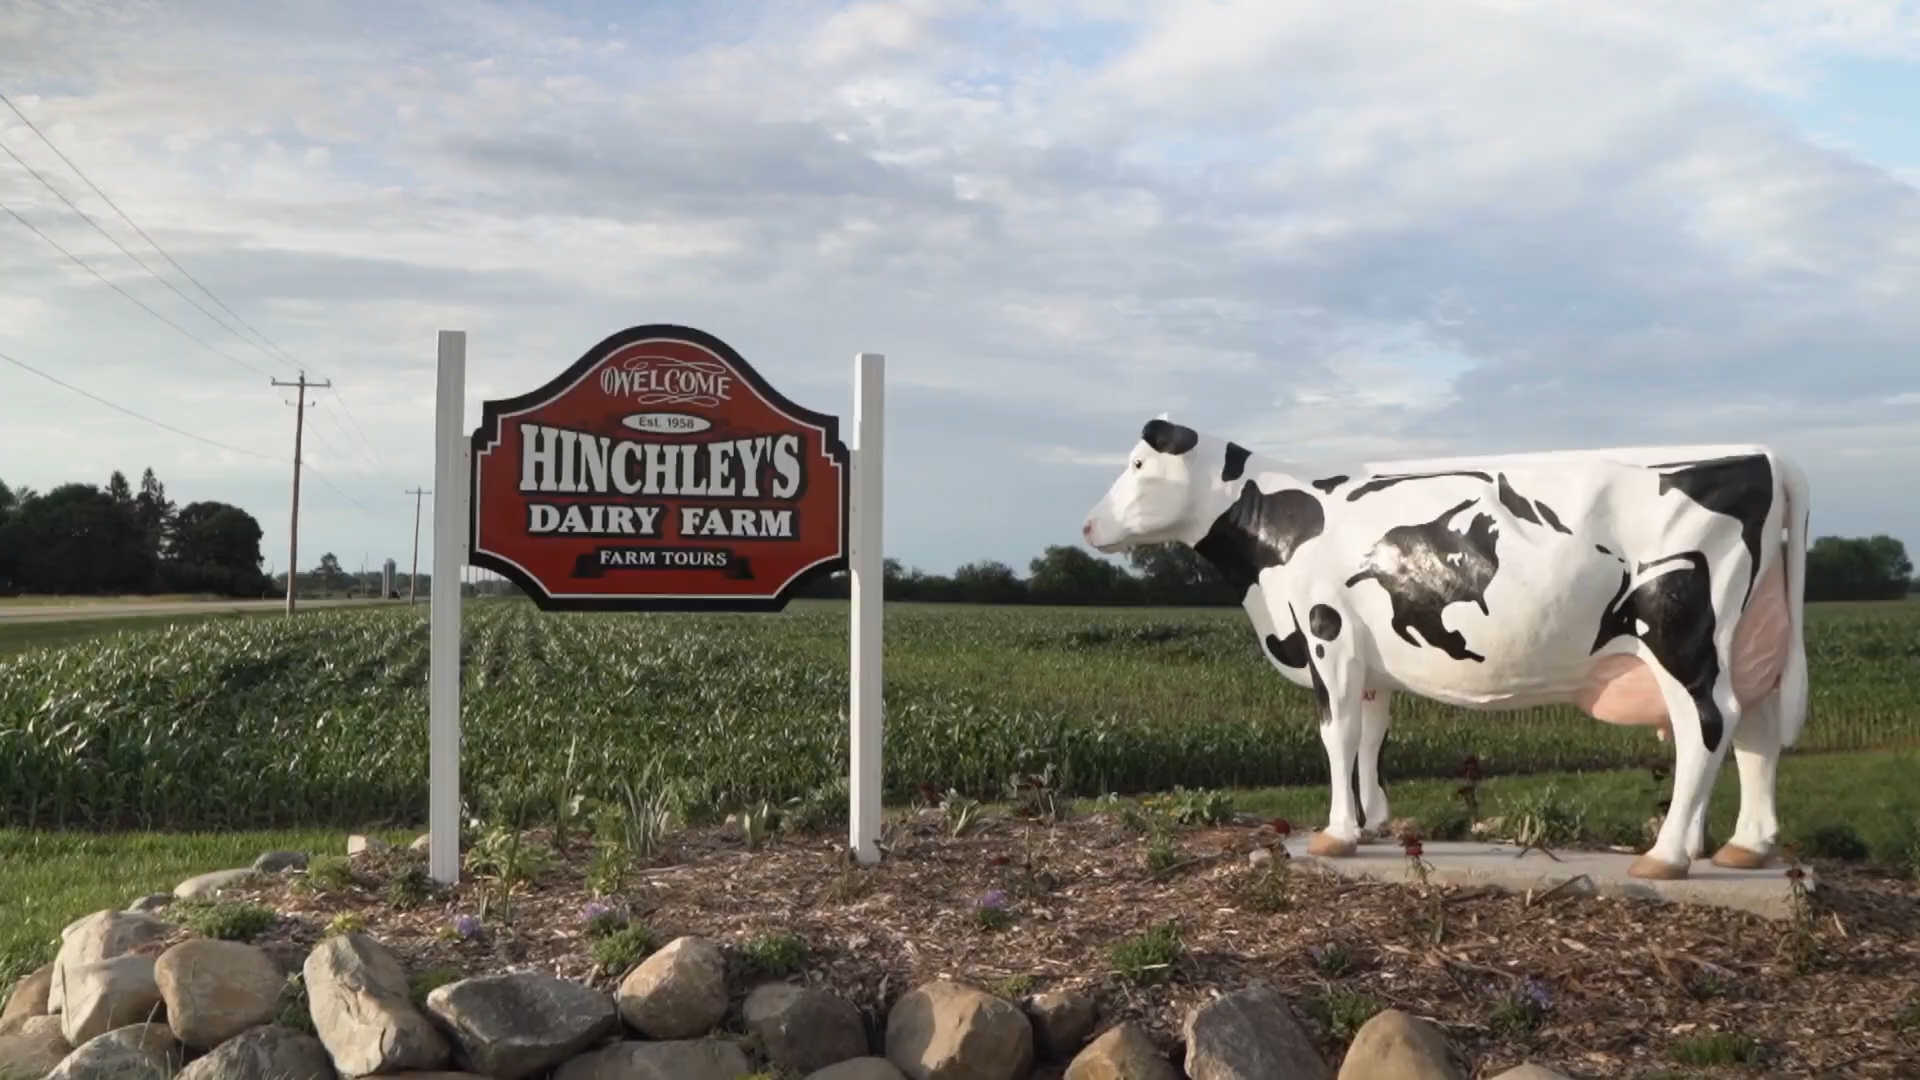 WELCOME
Est. 1958
HINCHLEY'S
DAIRY FARM
FARM TOURS